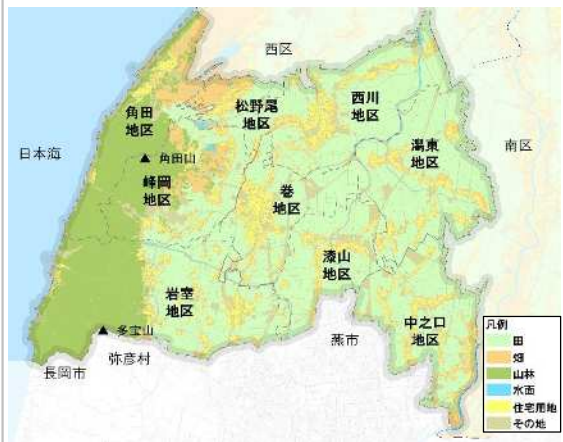 西区
角田
地区
松野尾
地区
西川
地区
潟東
地区
南区
日本海
▲ 角田山
峰岡
地区
巻
地区
漆山
地区
岩室
地区
中之口
地区
▲ 多宝山
弥彦村
燕市
長岡市
凡例
田
畑
山林
水面
住宅用地
その他